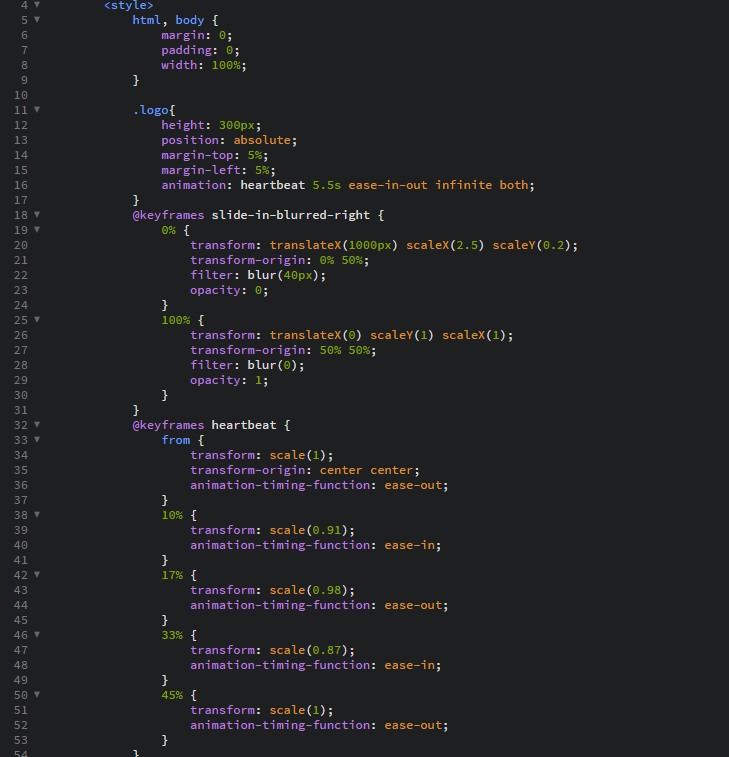 4 <style>
5 html, body {
6 margin: 0;
7 padding: 0;
8 width: 100%;
9 }
10
11 .logo{
12 height: 300px;
13 position: absolute;
14 margin-top: 5%;
15 margin-left: 5%;
16 animation: heartbeat 5.5s ease-in-out infinite both;
17 }
18 @keyframes slide-in-blurred-right {
19 0% {
20 transform: translateX(1000px) scaleX(2.5) scaleY(0.2);
21 transform-origin: 0% 50%;
22 filter: blur(40px);
23 opacity: 0;
24 }
25 100% {
26 transform: translateX(0) scaleY(1) scaleX(1);
27 transform-origin: 50% 50%;
28 filter: blur(0);
29 opacity: 1;
30 }
31 }
32 @keyframes heartbeat {
33 from {
34 transform: scale(1);
35 transform-origin: center center;
36 animation-timing-function: ease-out;
37 }
38 10% {
39 transform: scale(0.91);
40 animation-timing-function: ease-in;
41 }
42 17% {
43 transform: scale(0.98);
44 animation-timing-function: ease-out;
45 }
46 33% {
47 transform: scale(0.87);
48 animation-timing-function: ease-in;
49 }
50 45% {
51 transform: scale(1);
52 animation-timing-function: ease-out;
53 }
54 }